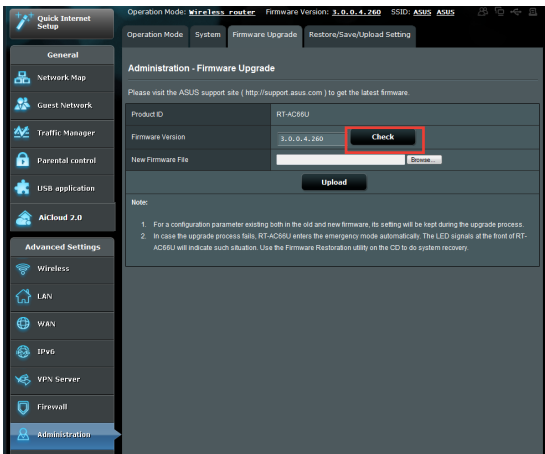 Quick Internet
Setup
Operation Mode: Wireless router Firmware Version: 3.0.0.4.260 SSID: ASUS ASUS
Operation Mode System Firmware Upgrade Restore/Save/Upload Setting
General
Network Map
Guest Network
Traffic Manager
Parental control
USB application
AiCloud 2.0
Advanced Settings
Wireless
LAN
WAN
IPv6
VPN Server
Firewall
Administration
Administration - Firmware Upgrade
Please visit the ASUS support site ( http://support.asus.com ) to get the latest firmware.
Product ID RT-AC66U
Firmware Version 3.0.0.4.260 Check
New Firmware File Browse...
Upload
Note:
1. For a configuration parameter existing both in the old and new firmware, its setting will be kept during the upgrade process.
2. In case the upgrade process fails, RT-AC66U enters the emergency mode automatically. The LED signals at the front of RT-
AC66U will indicate such situation. Use the Firmware Restoration utility on the CD to do system recovery.